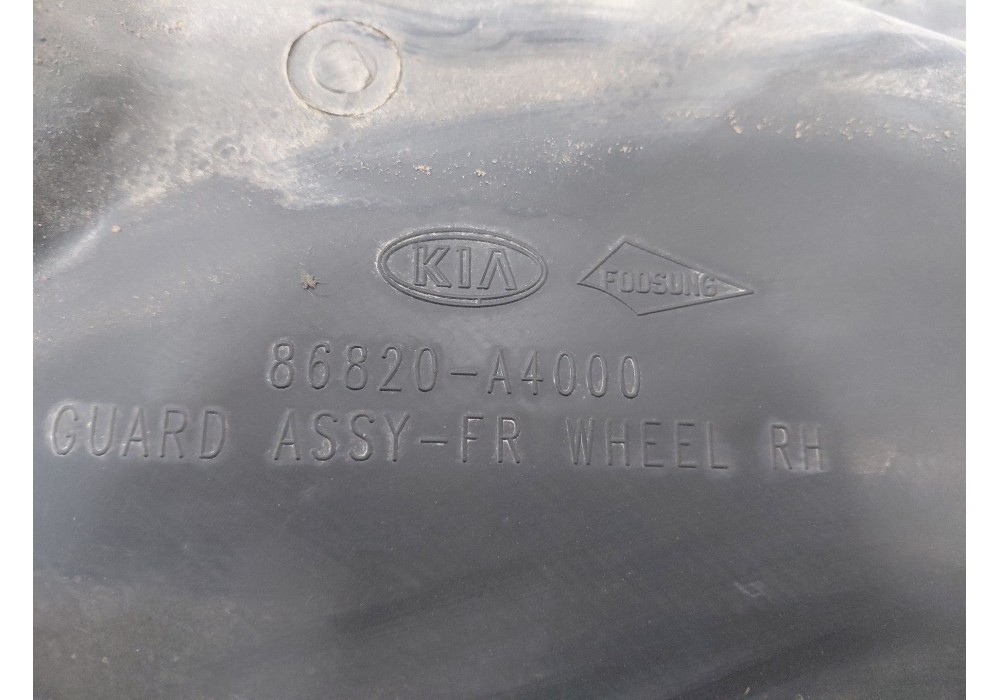 KIA FOOSUNG
86820-A4000
GUARD ASSY-FR WHEEL RH